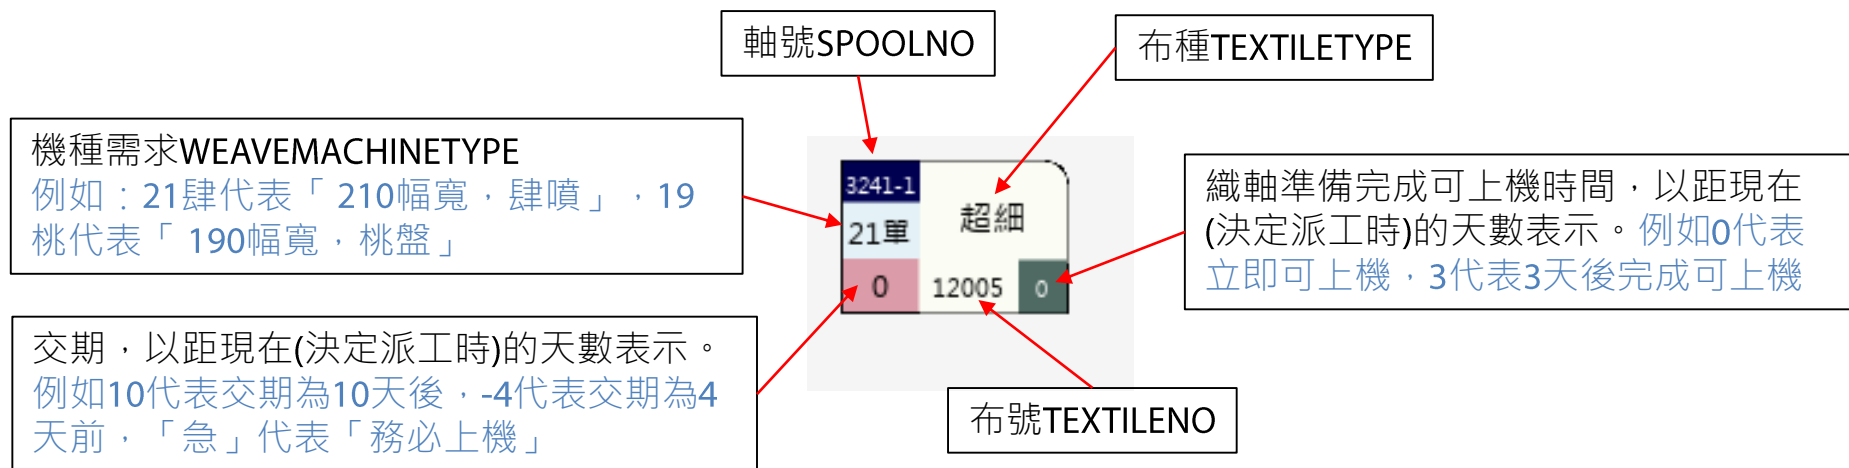 軸號SPOOLNO
布種TEXTILETYPE
機種需求WEAVEMACHINETYPE
例如：21肆代表「210幅寬，肆噴」，19
桃代表「190幅寬，桃盤」
3241-1
超細
21單
0
12005
0
織軸準備完成可上機時間，以距現在
(決定派工時)的天數表示。例如0代表
立即可上機，3代表3天後完成可上機
交期，以距現在(決定派工時)的天數表示。
例如10代表交期為10天後，-4代表交期為4
天前，「急」代表「務必上機」
布號TEXTILENO